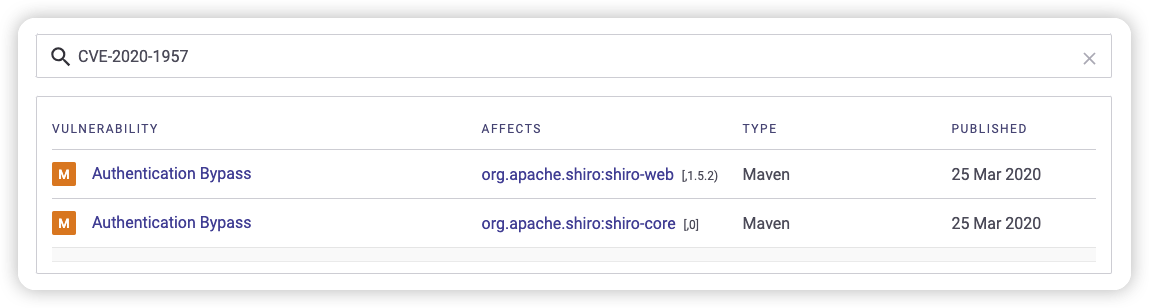 CVE-2020-1957
VULNERABILITY AFFECTS TYPE PUBLISHED
M Authentication Bypass org.apache.shiro:shiro-web [,1.5.2) Maven 25 Mar 2020
M Authentication Bypass org.apache.shiro:shiro-core [,0] Maven 25 Mar 2020